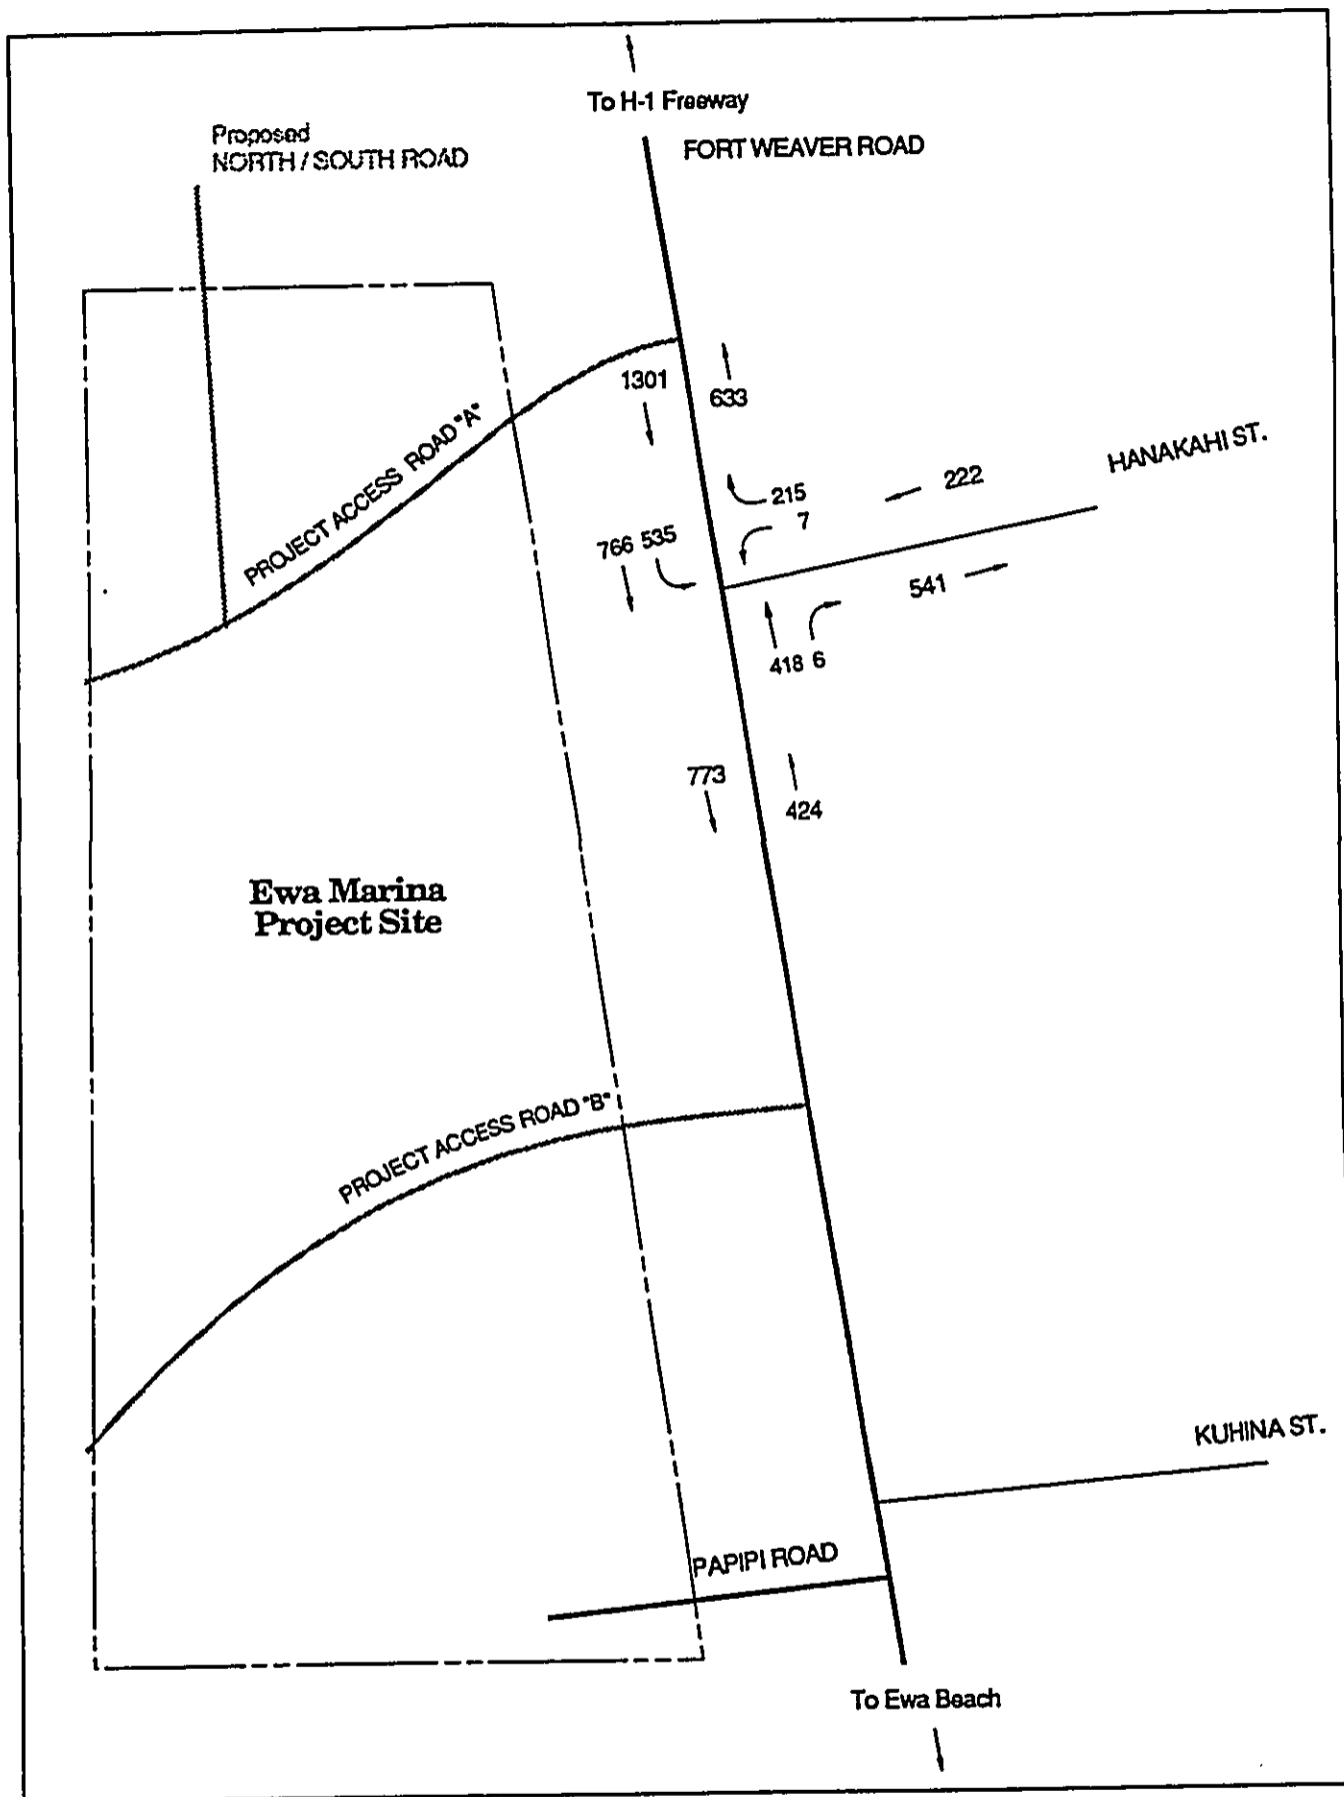 To H-1 Freeway
Proposed
NORTH / SOUTH ROAD
FORT WEAVER ROAD
1301
633
PROJECT ACCESS ROAD "A"
HANAKAHI ST.
215
222
7
766 535
541
418 6
773
424
Ewa Marina
Project Site
PROJECT ACCESS ROAD "B"
KUHINA ST.
PAPIPI ROAD
To Ewa Beach